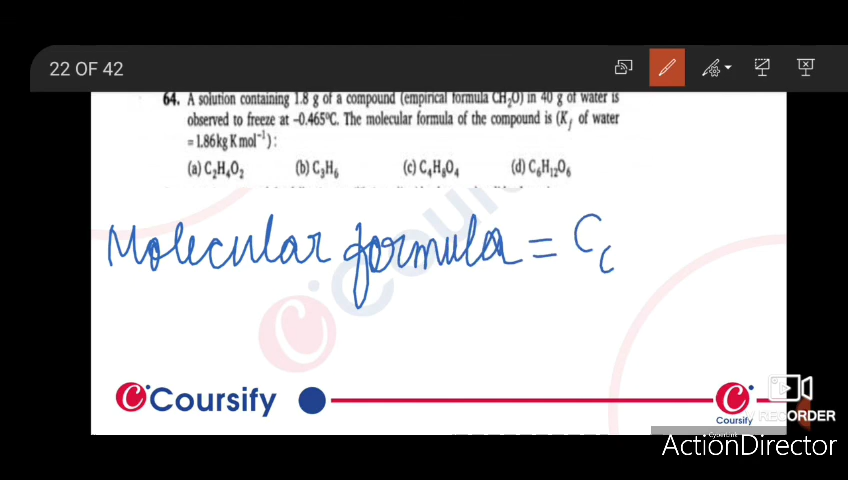 22 OF 42
64. A solution containing 1.8 g of a compound (empirical formula CH₂O) in 40 g of water is
observed to freeze at –0.465°C. The molecular formula of the compound is (K_f of water
= 1.86 kg K mol⁻¹) :
(a) C₂H₄O₂ (b) C₃H₆ (c) C₄H₈O₄ (d) C₆H₁₂O₆
Molecular formula = C
Coursify
Coursify
RECORDER
ActionDirector